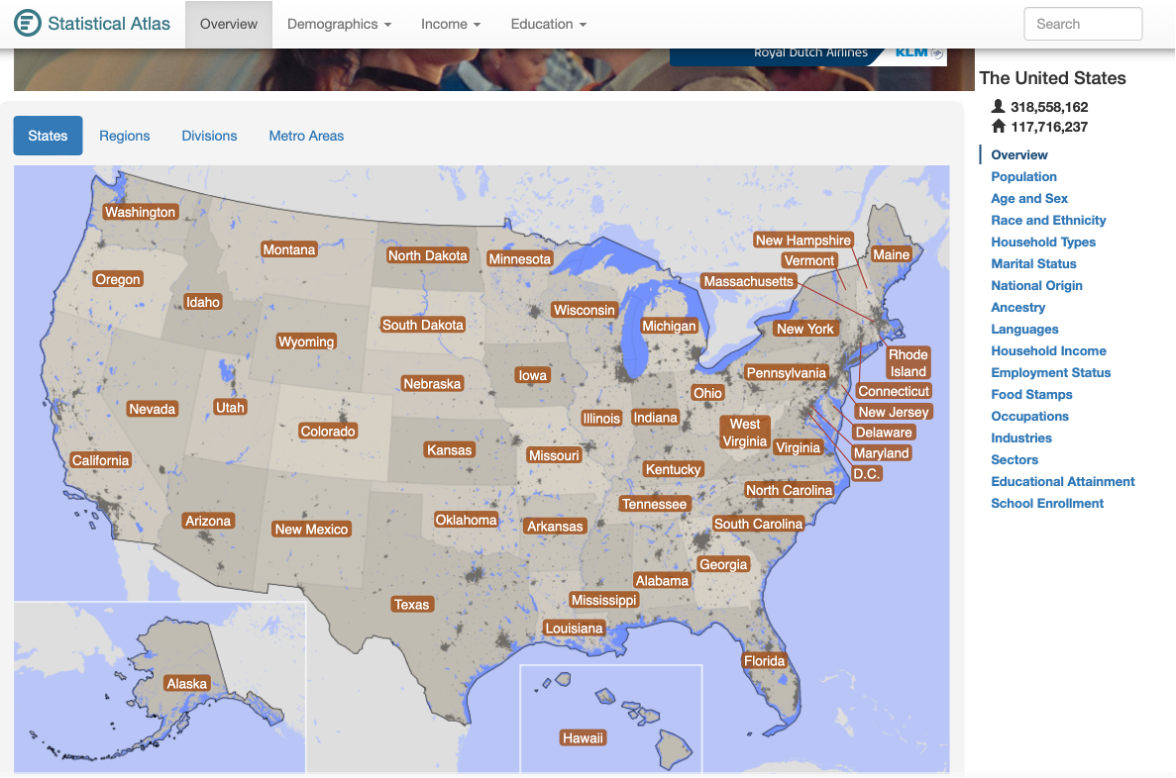 Statistical Atlas
Overview
Demographics
Income
Education
Search
Royal Dutch Airlines
KLM
The United States
318,558,162
117,716,237
States
Regions
Divisions
Metro Areas
Overview
Population
Age and Sex
Race and Ethnicity
Household Types
Marital Status
National Origin
Ancestry
Languages
Household Income
Employment Status
Food Stamps
Occupations
Industries
Sectors
Educational Attainment
School Enrollment
Washington
Montana
North Dakota
Minnesota
New Hampshire
Vermont
Maine
Massachusetts
Oregon
Idaho
Wisconsin
South Dakota
Michigan
New York
Wyoming
Rhode
Island
Pennsylvania
Iowa
Nebraska
Ohio
Connecticut
Nevada
Utah
Illinois
Indiana
New Jersey
Colorado
West
Virginia
Delaware
Kansas
Virginia
Missouri
Maryland
California
Kentucky
D.C.
North Carolina
Tennessee
Arizona
New Mexico
Oklahoma
Arkansas
South Carolina
Georgia
Alabama
Texas
Mississippi
Louisiana
Florida
Alaska
Hawaii